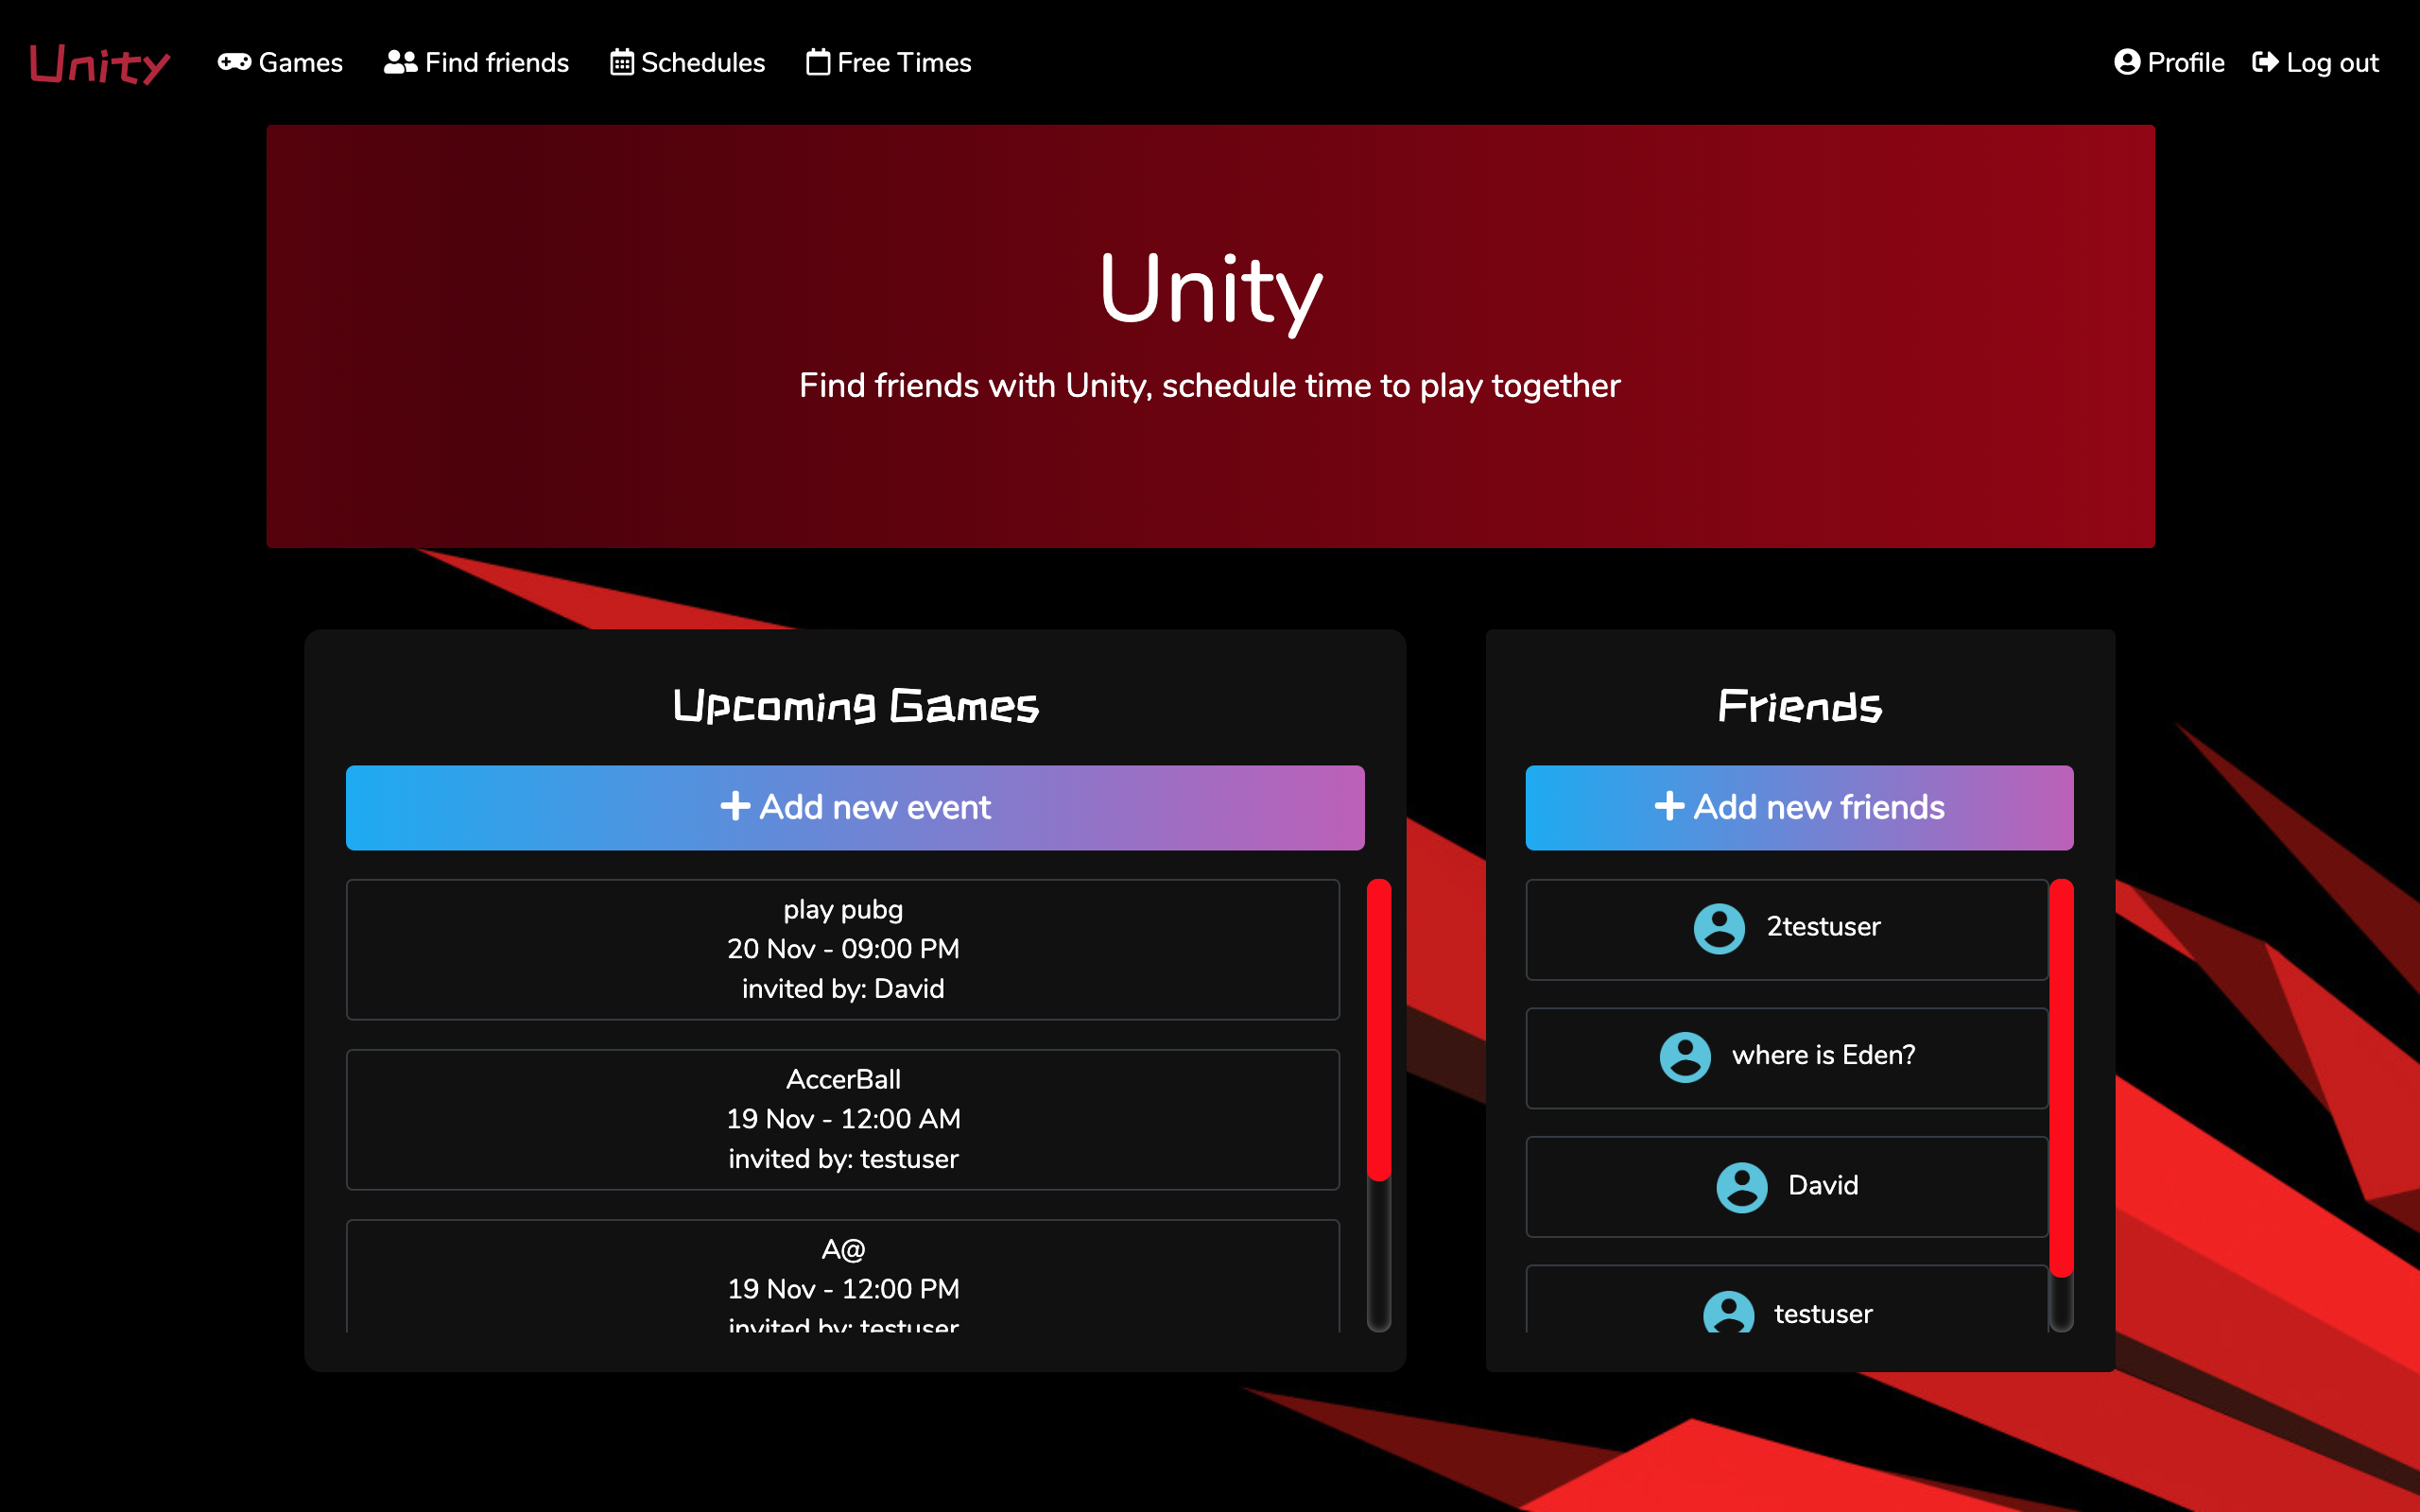 Unity
Games
Find friends
Schedules
Free Times
Profile
Log out
Unity
Find friends with Unity, schedule time to play together
Upcoming Games
Add new event
play pubg
20 Nov - 09:00 PM
invited by: David
AccerBall
19 Nov - 12:00 AM
invited by: testuser
A@
19 Nov - 12:00 PM
invited by: testuser
Friends
Add new friends
2testuser
where is Eden?
David
testuser